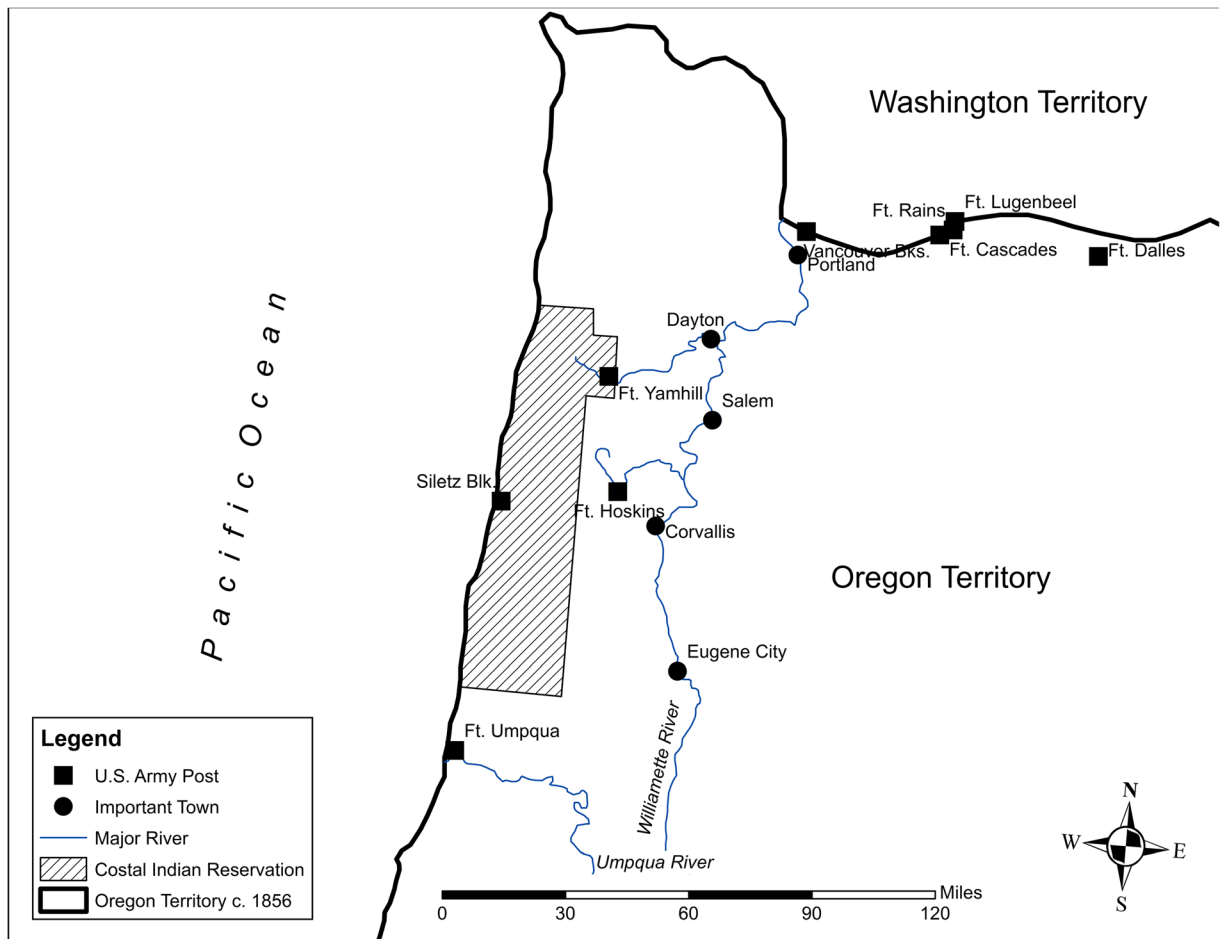 Washington Territory
Ft. Lugenbeel
Ft. Rains
Vancouver Bks.
Ft. Cascades
Ft. Dalles
Portland
Dayton
Ft. Yamhill
Salem
Pacific Ocean
Siletz Blk.
Ft. Hoskins
Corvallis
Oregon Territory
Eugene City
Ft. Umpqua
Williamette River
Umpqua River
Legend
U.S. Army Post
Important Town
Major River
Costal Indian Reservation
Oregon Territory c. 1856
N
W
E
S
Miles
0 30 60 90 120